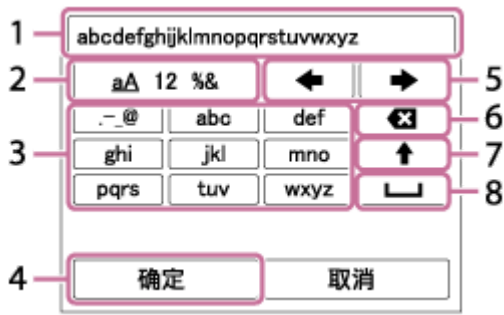 1 abcdefghijklmnopqrstuvwxyz
2 aA 12 %& 5
.-_@ abc def 6
3 ghi jkl mno 7
pqrs tuv wxyz 8
4 确定 取消